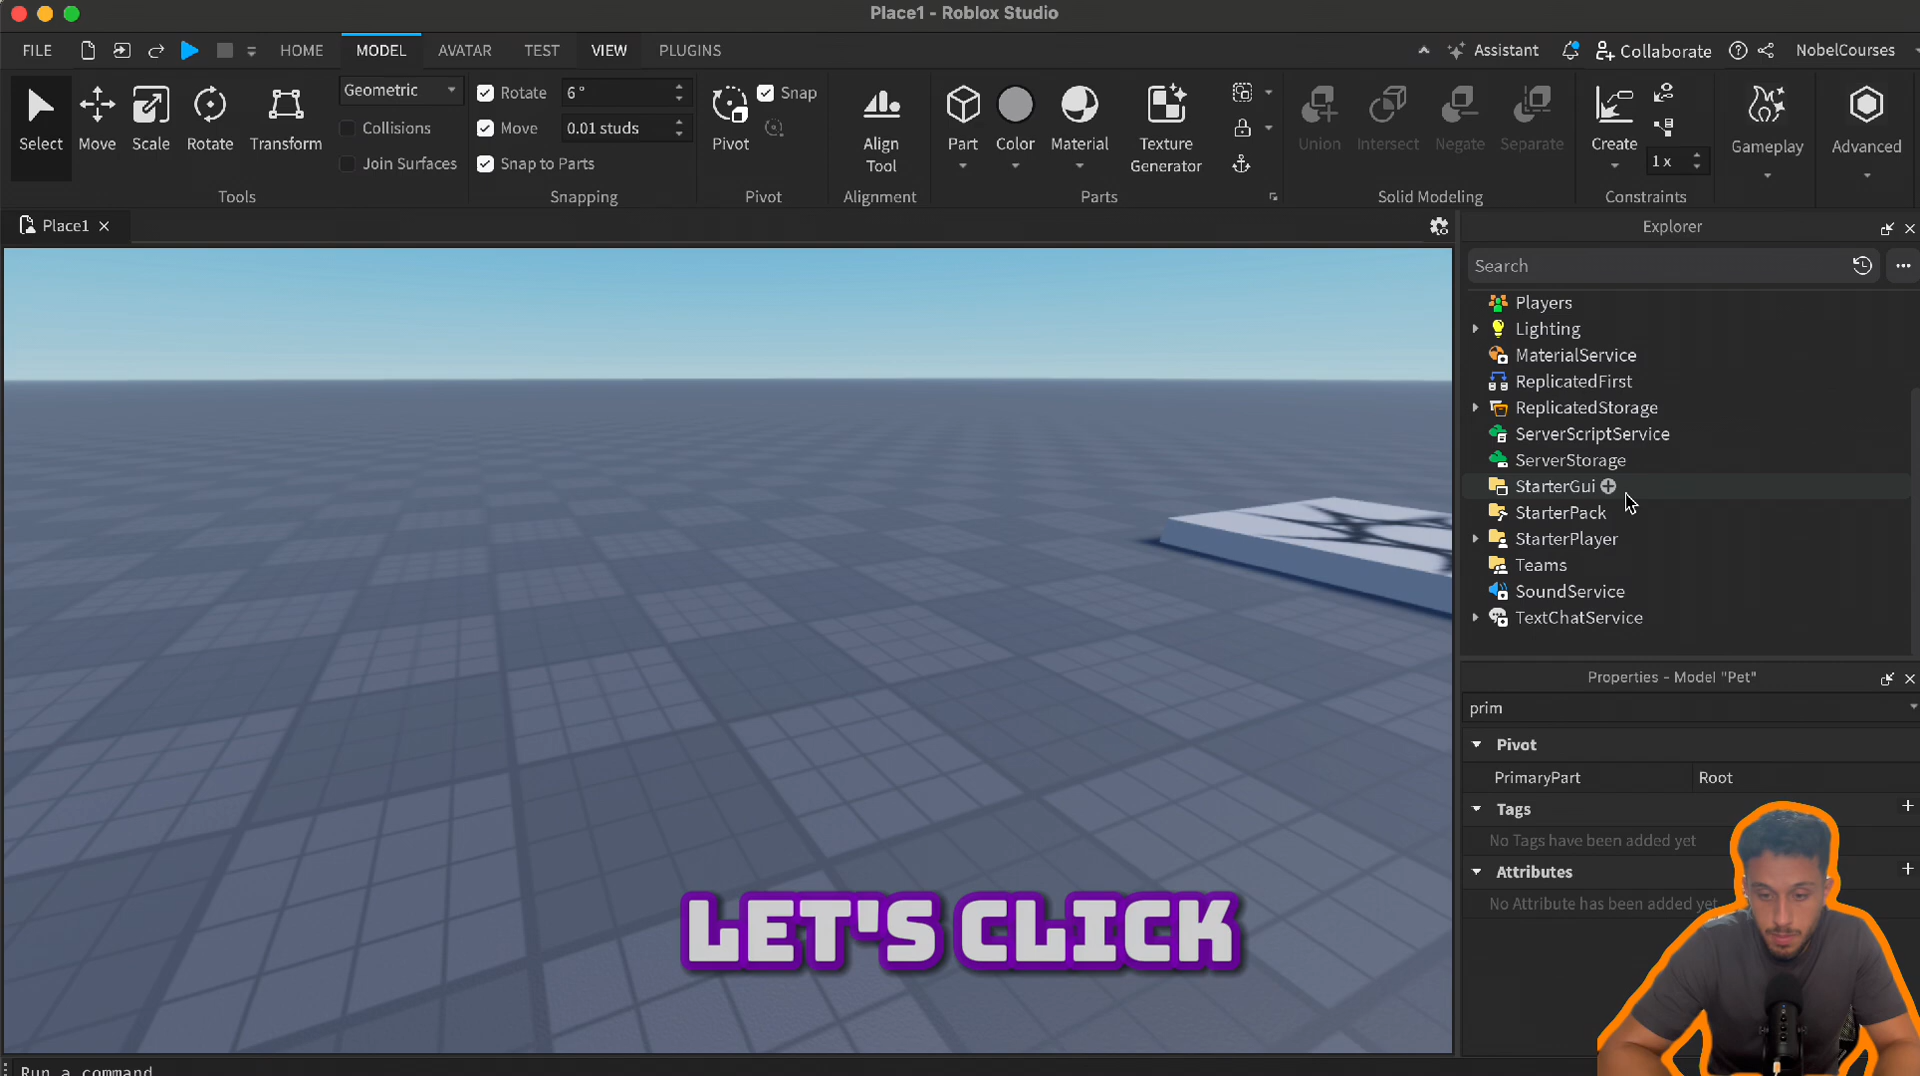 Place1 - Roblox Studio
FILE HOME MODEL AVATAR TEST VIEW PLUGINS Assistant Collaborate NobelCourses
Select Move Scale Rotate Transform
Geometric
Collisions
Join Surfaces
Tools
Rotate 6 °
Move 0.01 studs
Snap to Parts
Snapping
Pivot
Snap
Pivot
Align
Tool
Alignment
Part Color Material Texture
Generator
Parts
Union Intersect Negate Separate
Solid Modeling
Create
1 x
Constraints
Gameplay
Advanced
Place1
Explorer
Search
Players
Lighting
MaterialService
ReplicatedFirst
ReplicatedStorage
ServerScriptService
ServerStorage
StarterGui
StarterPack
StarterPlayer
Teams
SoundService
TextChatService
Properties - Model "Pet"
prim
Pivot
PrimaryPart Root
Tags
No Tags have been added yet
Attributes
No Attribute has been added yet
LET'S CLICK
Run a command